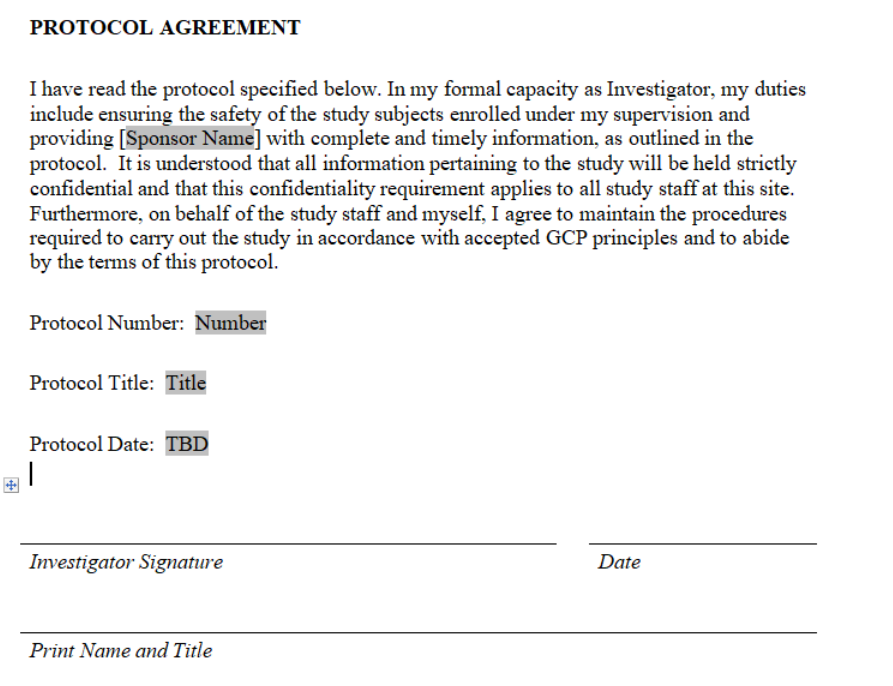 PROTOCOL AGREEMENT
I have read the protocol specified below. In my formal capacity as Investigator, my duties
include ensuring the safety of the study subjects enrolled under my supervision and
providing [Sponsor Name] with complete and timely information, as outlined in the
protocol.  It is understood that all information pertaining to the study will be held strictly
confidential and that this confidentiality requirement applies to all study staff at this site.
Furthermore, on behalf of the study staff and myself, I agree to maintain the procedures
required to carry out the study in accordance with accepted GCP principles and to abide
by the terms of this protocol.
Protocol Number:  Number
Protocol Title:  Title
Protocol Date:  TBD
Investigator Signature Date
Print Name and Title